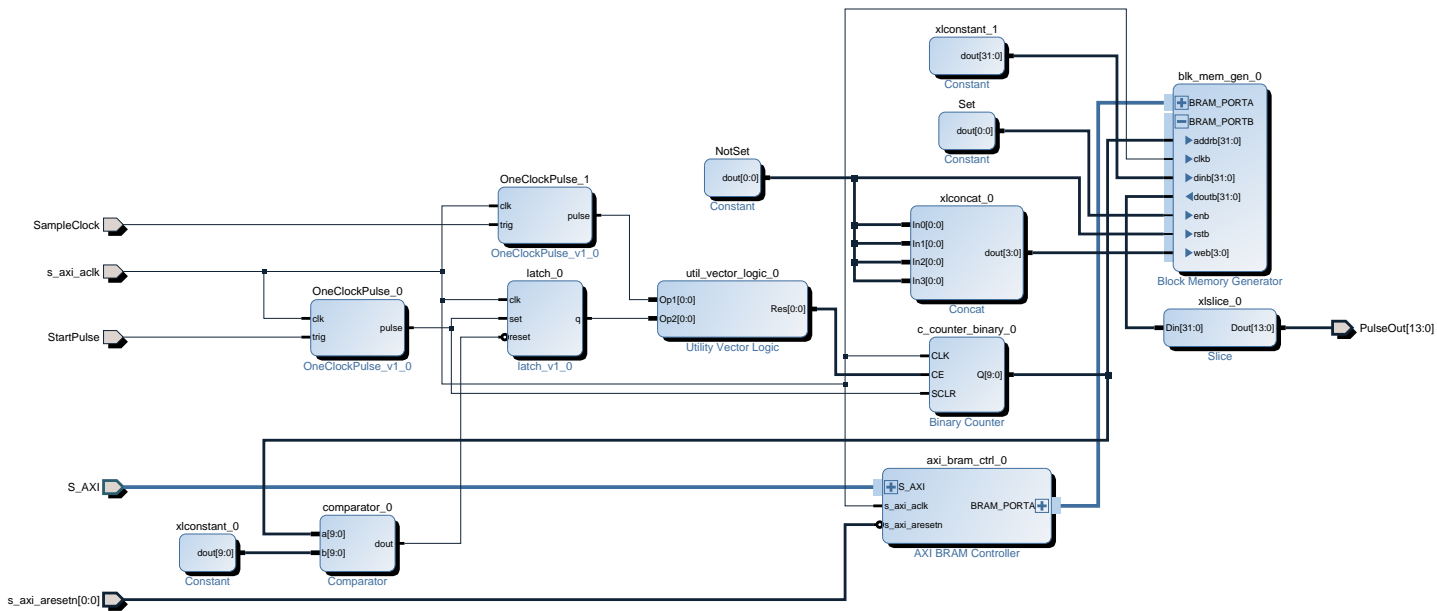 xlconstant_1
dout[31:0]
Constant
blk_mem_gen_0
BRAM_PORTA
BRAM_PORTB
addrb[31:0]
clkb
dinb[31:0]
doutb[31:0]
enb
rstb
web[3:0]
Block Memory Generator
Set
dout[0:0]
Constant
NotSet
dout[0:0]
Constant
OneClockPulse_1
clk
trig
pulse
OneClockPulse_v1_0
xlconcat_0
In0[0:0]
In1[0:0]
In2[0:0]
In3[0:0]
dout[3:0]
Concat
SampleClock
s_axi_aclk
StartPulse
OneClockPulse_0
clk
trig
pulse
OneClockPulse_v1_0
latch_0
clk
set
reset
q
latch_v1_0
util_vector_logic_0
Op1[0:0]
Op2[0:0]
Res[0:0]
Utility Vector Logic
xlslice_0
Din[31:0]
Dout[13:0]
Slice
PulseOut[13:0]
c_counter_binary_0
CLK
CE
SCLR
Q[9:0]
Binary Counter
S_AXI
axi_bram_ctrl_0
S_AXI
s_axi_aclk
s_axi_aresetn
BRAM_PORTA
AXI BRAM Controller
xlconstant_0
dout[9:0]
Constant
comparator_0
a[9:0]
b[9:0]
dout
Comparator
s_axi_aresetn[0:0]